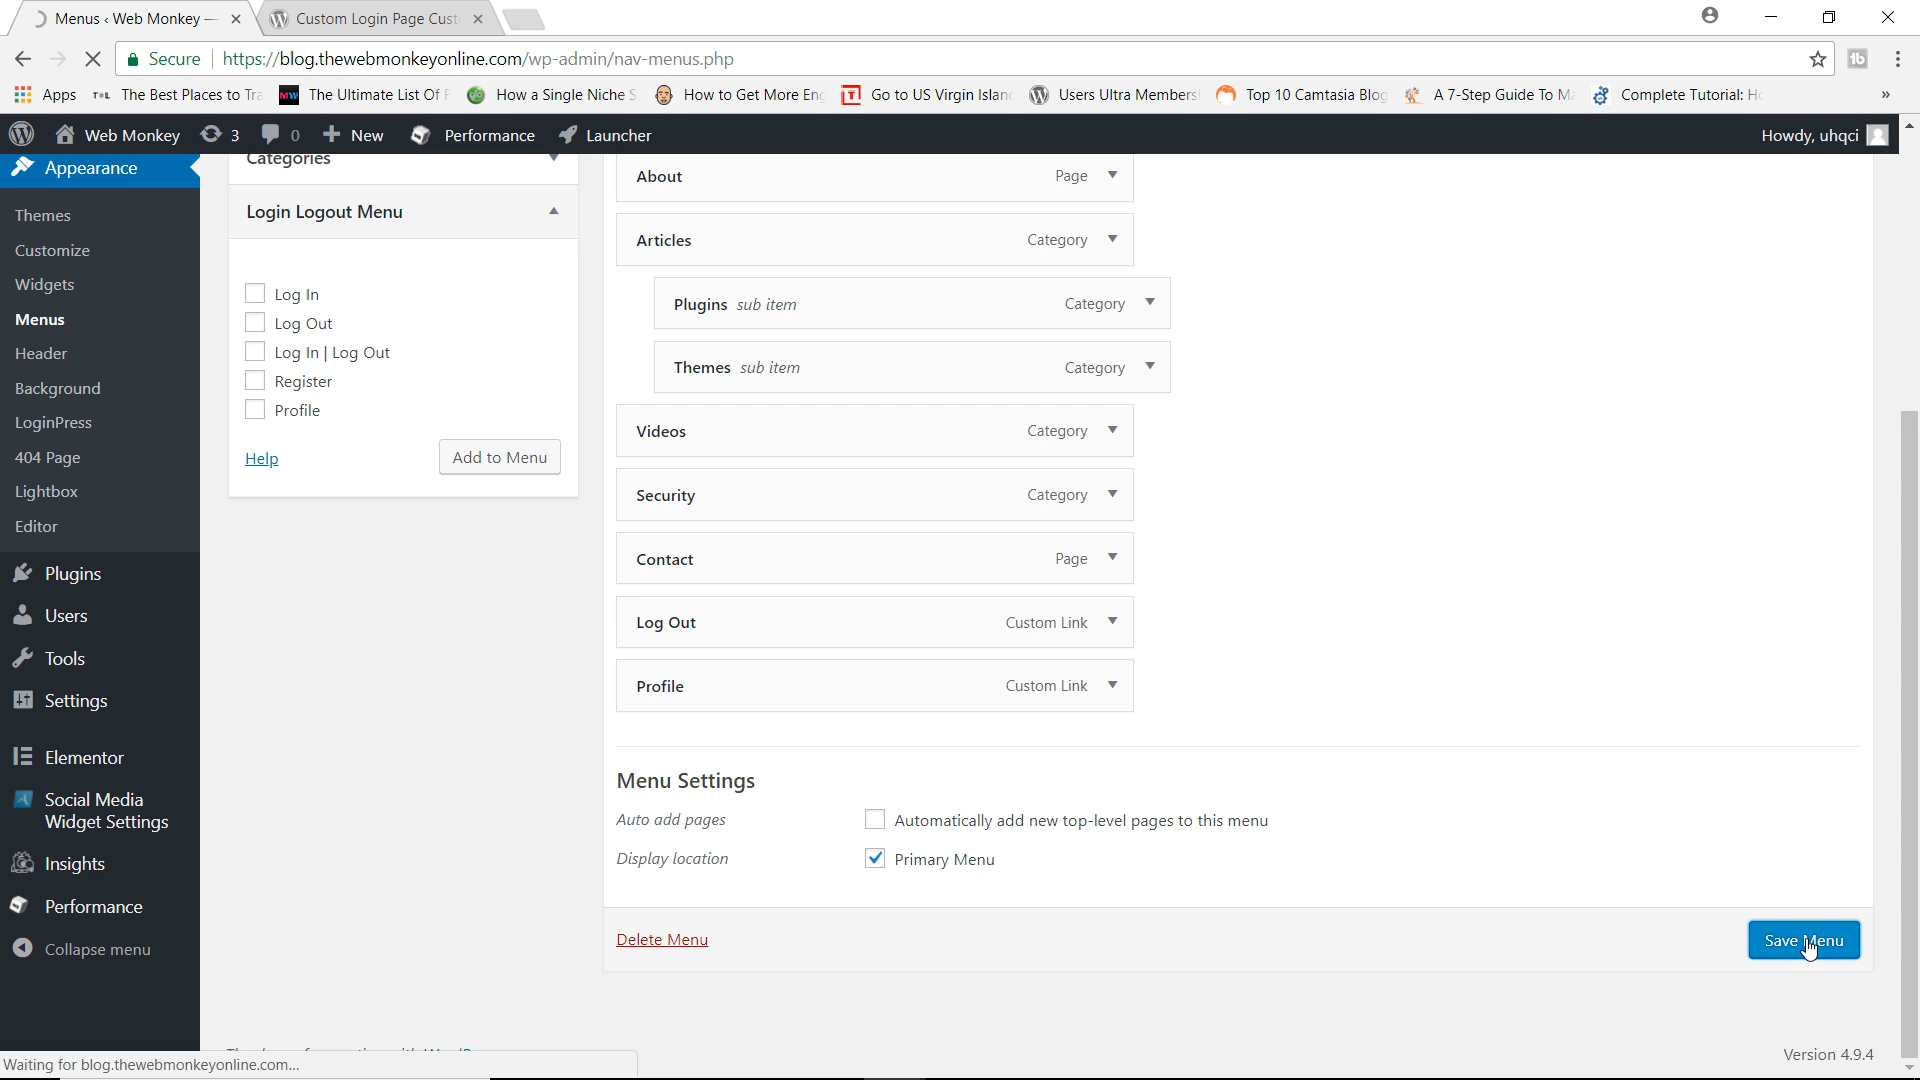 Menus ‹ Web Monkey —
Custom Login Page Cust
Secure
https://blog.thewebmonkeyonline.com/wp-admin/nav-menus.php
Apps
T+L The Best Places to Tra
MW The Ultimate List Of F
How a Single Niche S
How to Get More Eng
T Go to US Virgin Islan
Users Ultra Members
Top 10 Camtasia Blog
A 7-Step Guide To Ma
Complete Tutorial: Ho
»
Web Monkey
3
0
New
Performance
Launcher
Howdy, uhqci
Appearance
Themes
Customize
Widgets
Menus
Header
Background
LoginPress
404 Page
Lightbox
Editor
Plugins
Users
Tools
Settings
Elementor
Social Media
Widget Settings
Insights
Performance
Collapse menu
Categories
Login Logout Menu
Log In
Log Out
Log In | Log Out
Register
Profile
Help
Add to Menu
About Page
Articles Category
Plugins sub item Category
Themes sub item Category
Videos Category
Security Category
Contact Page
Log Out Custom Link
Profile Custom Link
Menu Settings
Auto add pages Automatically add new top-level pages to this menu
Display location Primary Menu
Delete Menu
Save Menu
Version 4.9.4
Waiting for blog.thewebmonkeyonline.com...